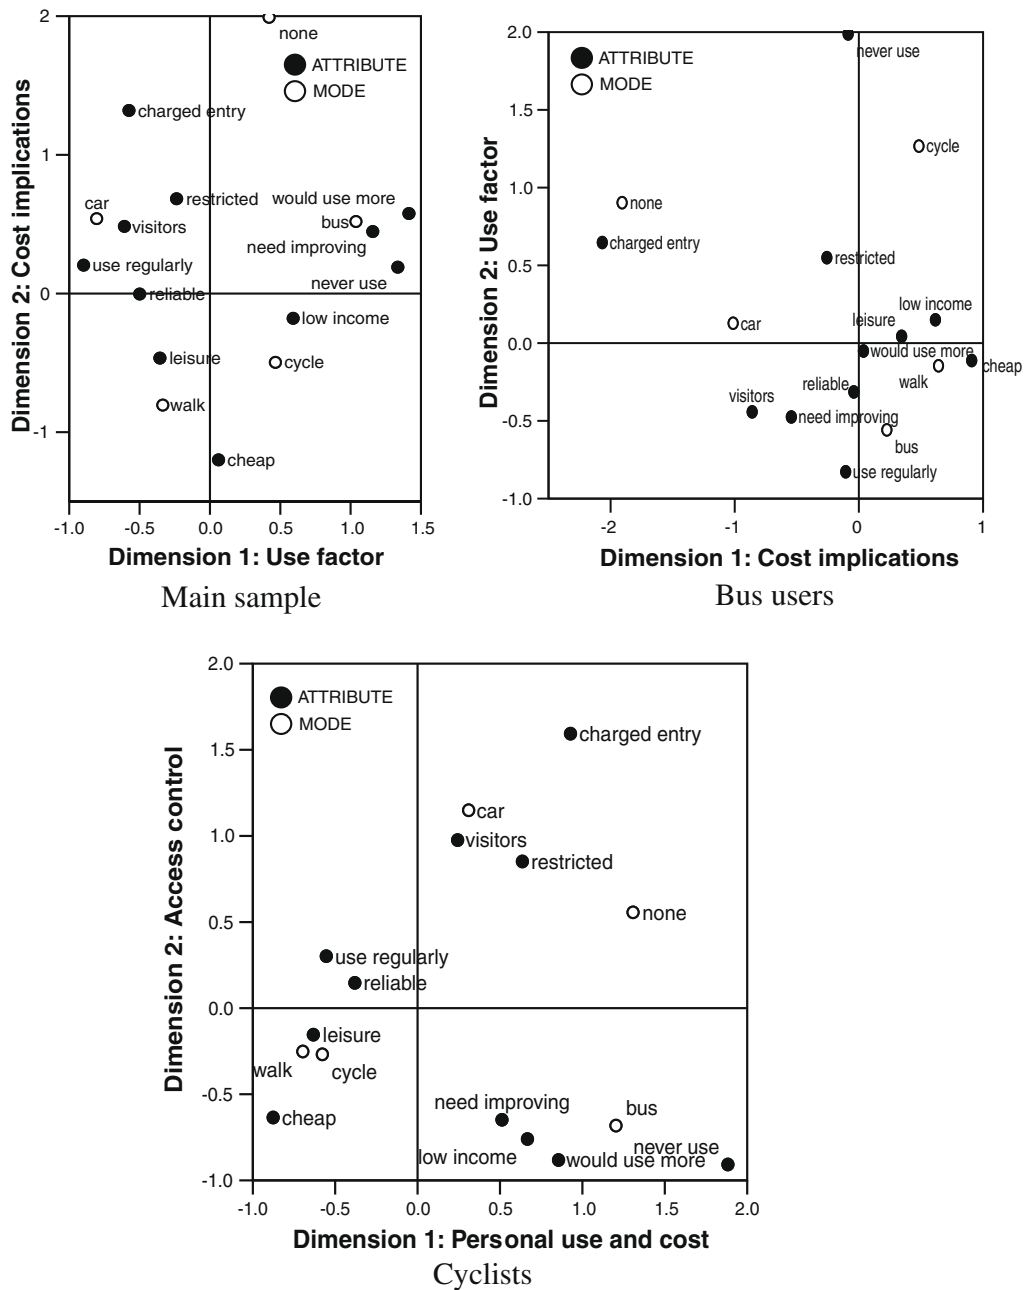 2
1
0
-1
-1.0
-0.5
0.0
0.5
1.0
1.5
Dimension 2: Cost implications
Dimension 1: Use factor
ATTRIBUTE
MODE
none
charged entry
restricted
car
visitors
would use more
bus
need improving
use regularly
never use
reliable
low income
leisure
cycle
walk
cheap
Main sample
2.0
1.5
1.0
0.5
0.0
-0.5
-1.0
-2
-1
0
1
Dimension 2: Use factor
Dimension 1: Cost implications
ATTRIBUTE
MODE
never use
cycle
none
charged entry
restricted
low income
leisure
car
would use more
cheap
walk
reliable
visitors
need improving
bus
use regularly
Bus users
2.0
1.5
1.0
0.5
0.0
-0.5
-1.0
-1.0
-0.5
0.0
0.5
1.0
1.5
2.0
Dimension 2: Access control
Dimension 1: Personal use and cost
ATTRIBUTE
MODE
charged entry
car
visitors
restricted
none
use regularly
reliable
leisure
walk
cycle
cheap
need improving
bus
never use
low income
would use more
Cyclists